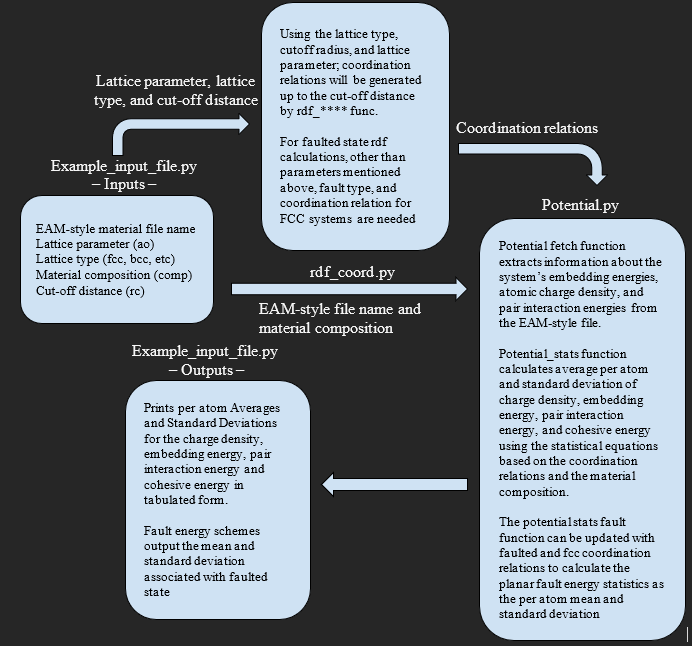 Using the lattice type,
cutoff radius, and lattice
parameter; coordination
relations will be generated
up to the cut-off distance
by rdf_**** func.
For faulted state rdf
calculations, other than
parameters mentioned
above, fault type, and
coordination relation for
FCC systems are needed
Lattice parameter, lattice
type, and cut-off distance
Coordination relations
Example_input_file.py
– Inputs –
EAM-style material file name
Lattice parameter (ao)
Lattice type (fcc, bcc, etc)
Material composition (comp)
Cut-off distance (rc)
rdf_coord.py
EAM-style file name and
material composition
Potential.py
Potential fetch function
extracts information about the
system's embedding energies,
atomic charge density, and
pair interaction energies from
the EAM-style file.
Potential_stats function
calculates average per atom
and standard deviation of
charge density, embedding
energy, pair interaction
energy, and cohesive energy
using the statistical equations
based on the coordination
relations and the material
composition.
The potential stats fault
function can be updated with
faulted and fcc coordination
relations to calculate the
planar fault energy statistics as
the per atom mean and
standard deviation
Example_input_file.py
– Outputs –
Prints per atom Averages
and Standard Deviations
for the charge density,
embedding energy, pair
interaction energy and
cohesive energy in
tabulated form.
Fault energy schemes
output the mean and
standard deviation
associated with faulted
state